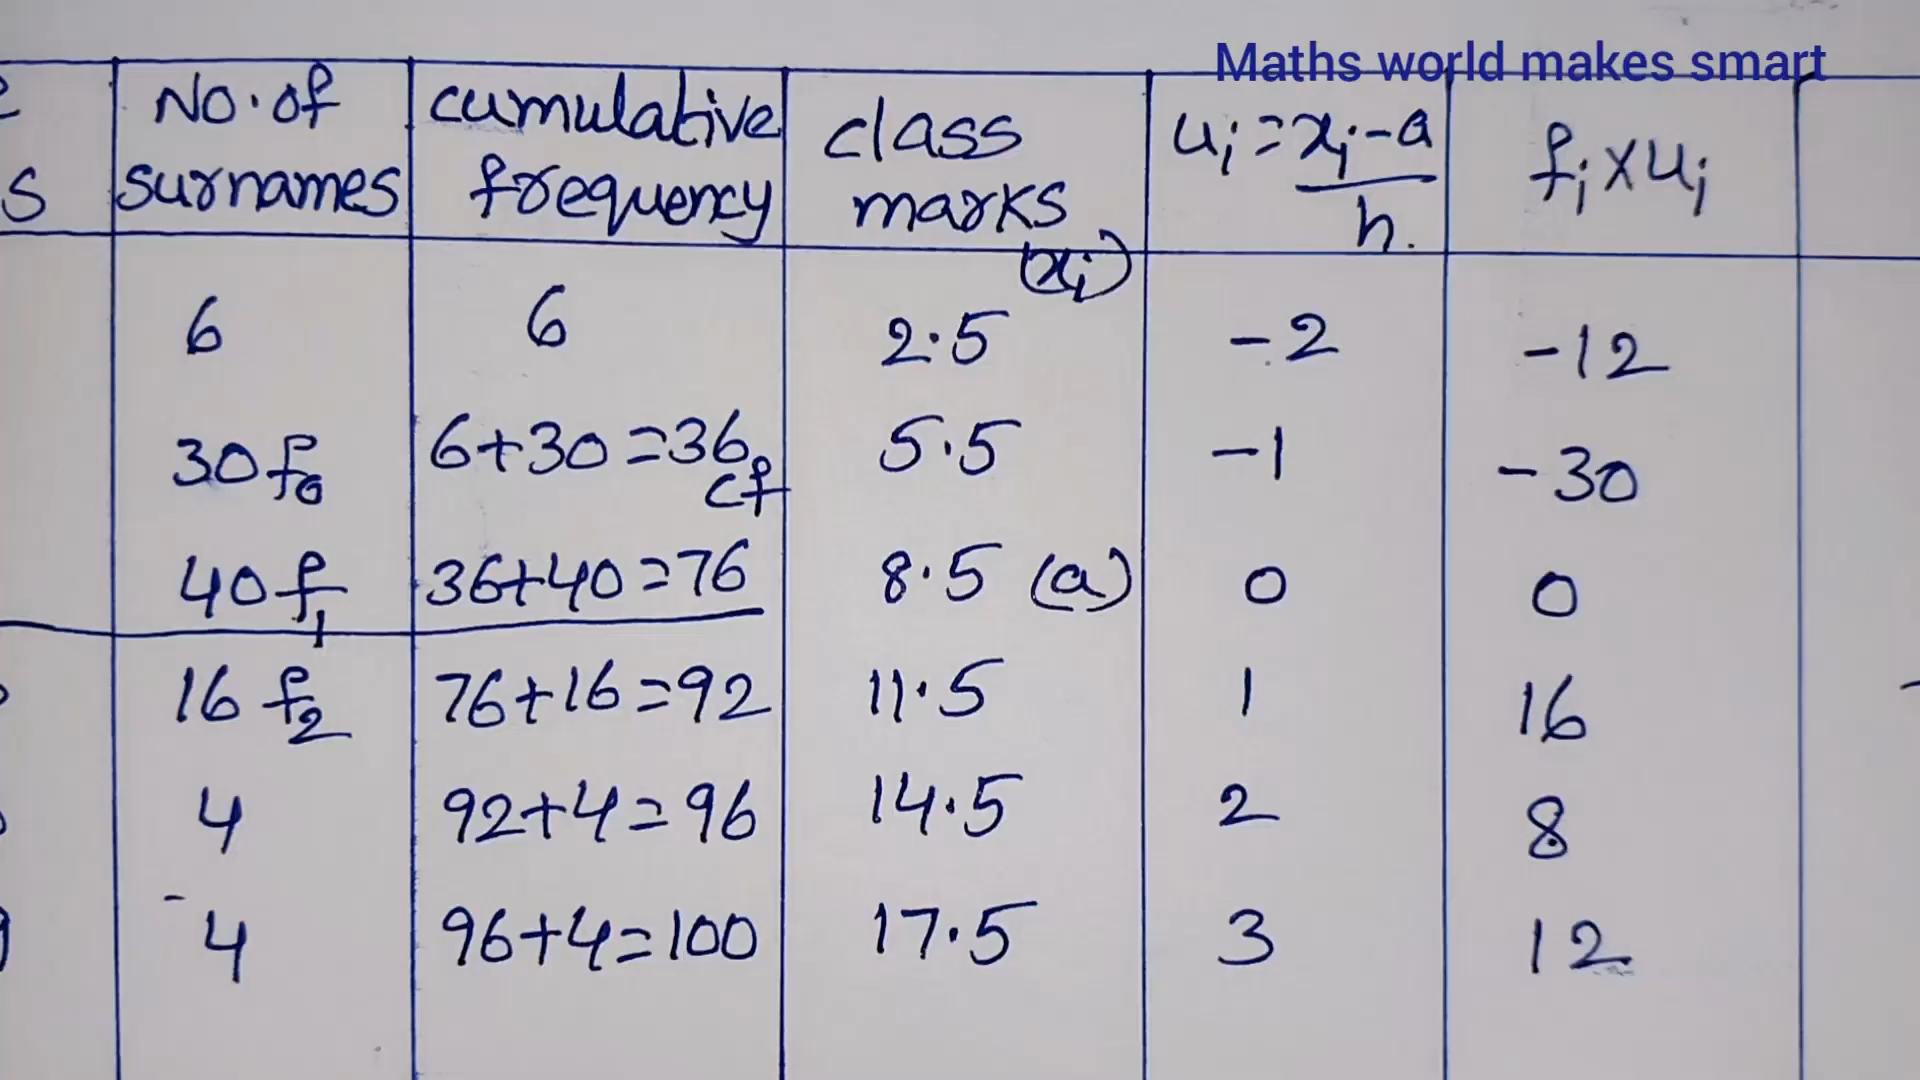 Maths world makes smart
No. of surnames | cumulative frequency | class marks (xi) | ui = xi - a / h. | fi × ui
6 | 6 | 2.5 | -2 | -12
30 f0 | 6+30=36 cf | 5.5 | -1 | -30
40 f1 | 36+40=76 | 8.5 (a) | 0 | 0
16 f2 | 76+16=92 | 11.5 | 1 | 16
4 | 92+4=96 | 14.5 | 2 | 8
4 | 96+4=100 | 17.5 | 3 | 12